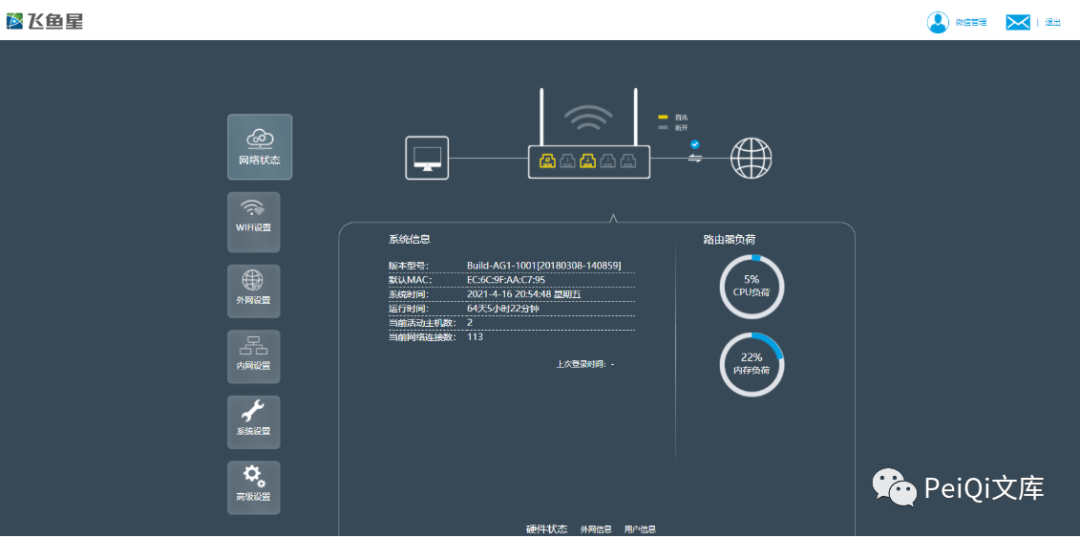 飞鱼星
微信管理 | 退出
百兆
断开
网络状态
WIFI设置
外网设置
内网设置
系统设置
高级设置
系统信息
版本型号： Build-AG1-1001[20180308-140859]
默认MAC： EC:6C:9F:AA:C7:95
系统时间： 2021-4-16 20:54:48 星期五
运行时间： 64天5小时22分钟
当前活动主机数： 2
当前网络连接数： 113
上次登录时间： -
路由器负荷
5%
CPU负荷
22%
内存负荷
硬件状态 外网信息 用户信息
PeiQi文库